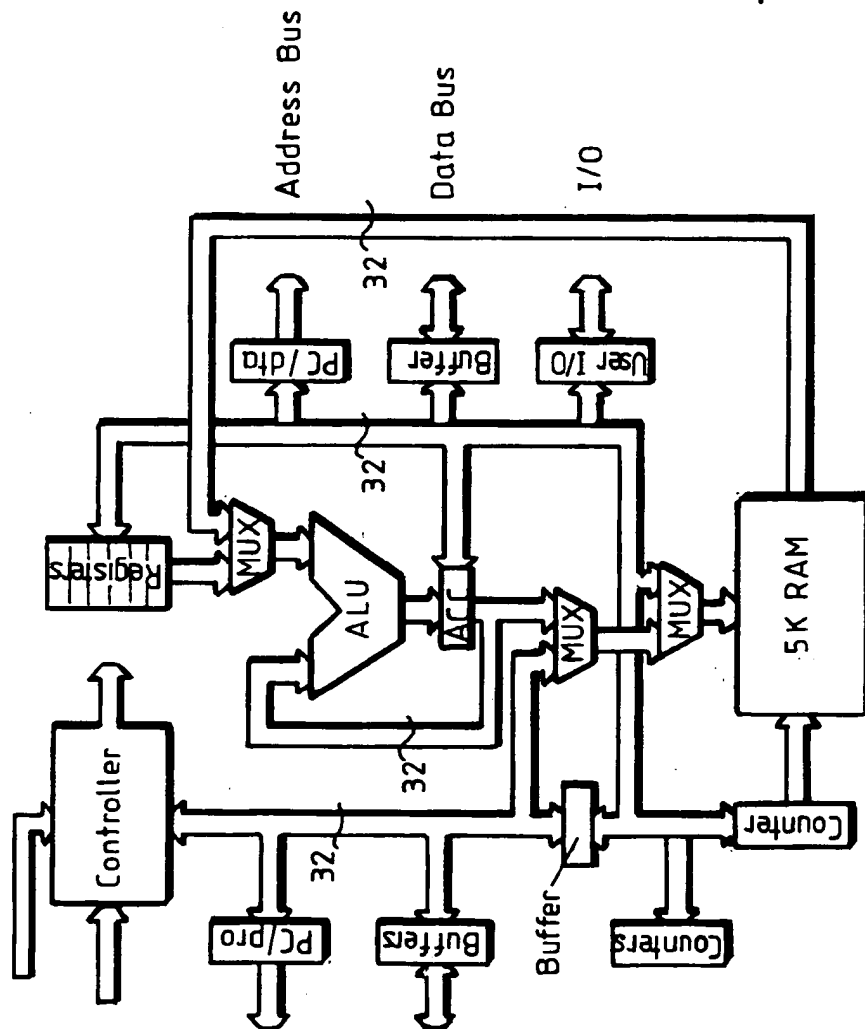 Address Bus
Data Bus
I/O
Controller
Registers
MUX
32
PC/dta
Buffer
User I/O
32
ALU
ACC
32
MUX
MUX
32
PC/pro
Buffers
Buffer
Counters
Counter
5K RAM
32